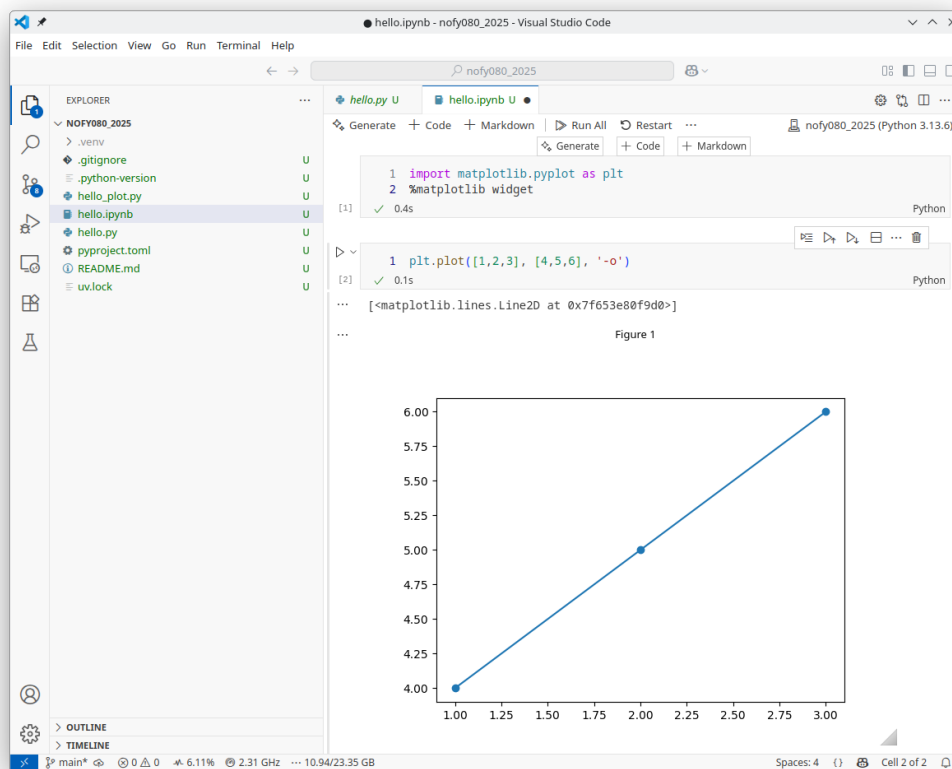 hello.ipynb - nofy080_2025 - Visual Studio Code
File Edit Selection View Go Run Terminal Help
nofy080_2025
EXPLORER
NOFY080_2025
.venv
.gitignore U
.python-version U
hello_plot.py U
hello.ipynb U
hello.py U
pyproject.toml U
README.md U
uv.lock U
OUTLINE
TIMELINE
1
8
hello.py U
hello.ipynb U
Generate + Code + Markdown Run All Restart ...
nofy080_2025 (Python 3.13.6)
Generate + Code + Markdown
1 import matplotlib.pyplot as plt
2 %matplotlib widget
[1] ✓ 0.4s Python
1 plt.plot([1,2,3], [4,5,6], '-o')
[2] ✓ 0.1s Python
[<matplotlib.lines.Line2D at 0x7f653e80f9d0>]
Figure 1
6.00
5.75
5.50
5.25
5.00
4.75
4.50
4.25
4.00
1.00 1.25 1.50 1.75 2.00 2.25 2.50 2.75 3.00
main* 0 0 6.11% 2.31 GHz ... 10.94/23.35 GB Spaces: 4 {} Cell 2 of 2